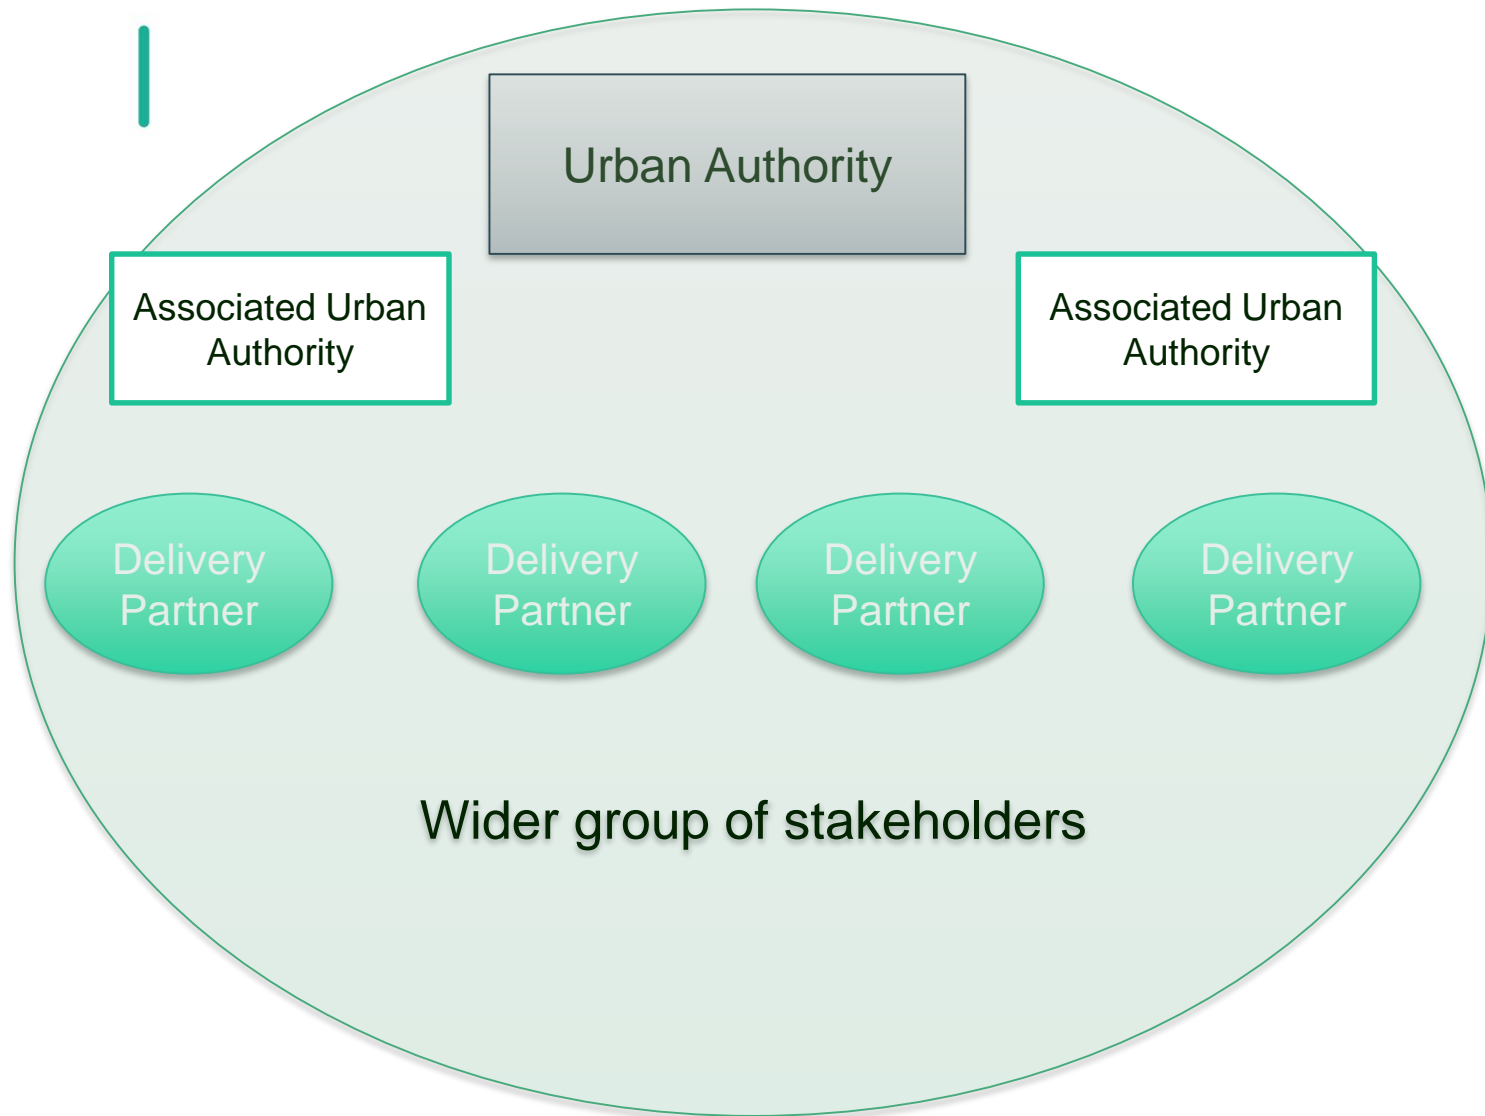 Urban Authority
Associated Urban
Authority
Associated Urban
Authority
Delivery
Partner
Delivery
Partner
Delivery
Partner
Delivery
Partner
Wider group of stakeholders